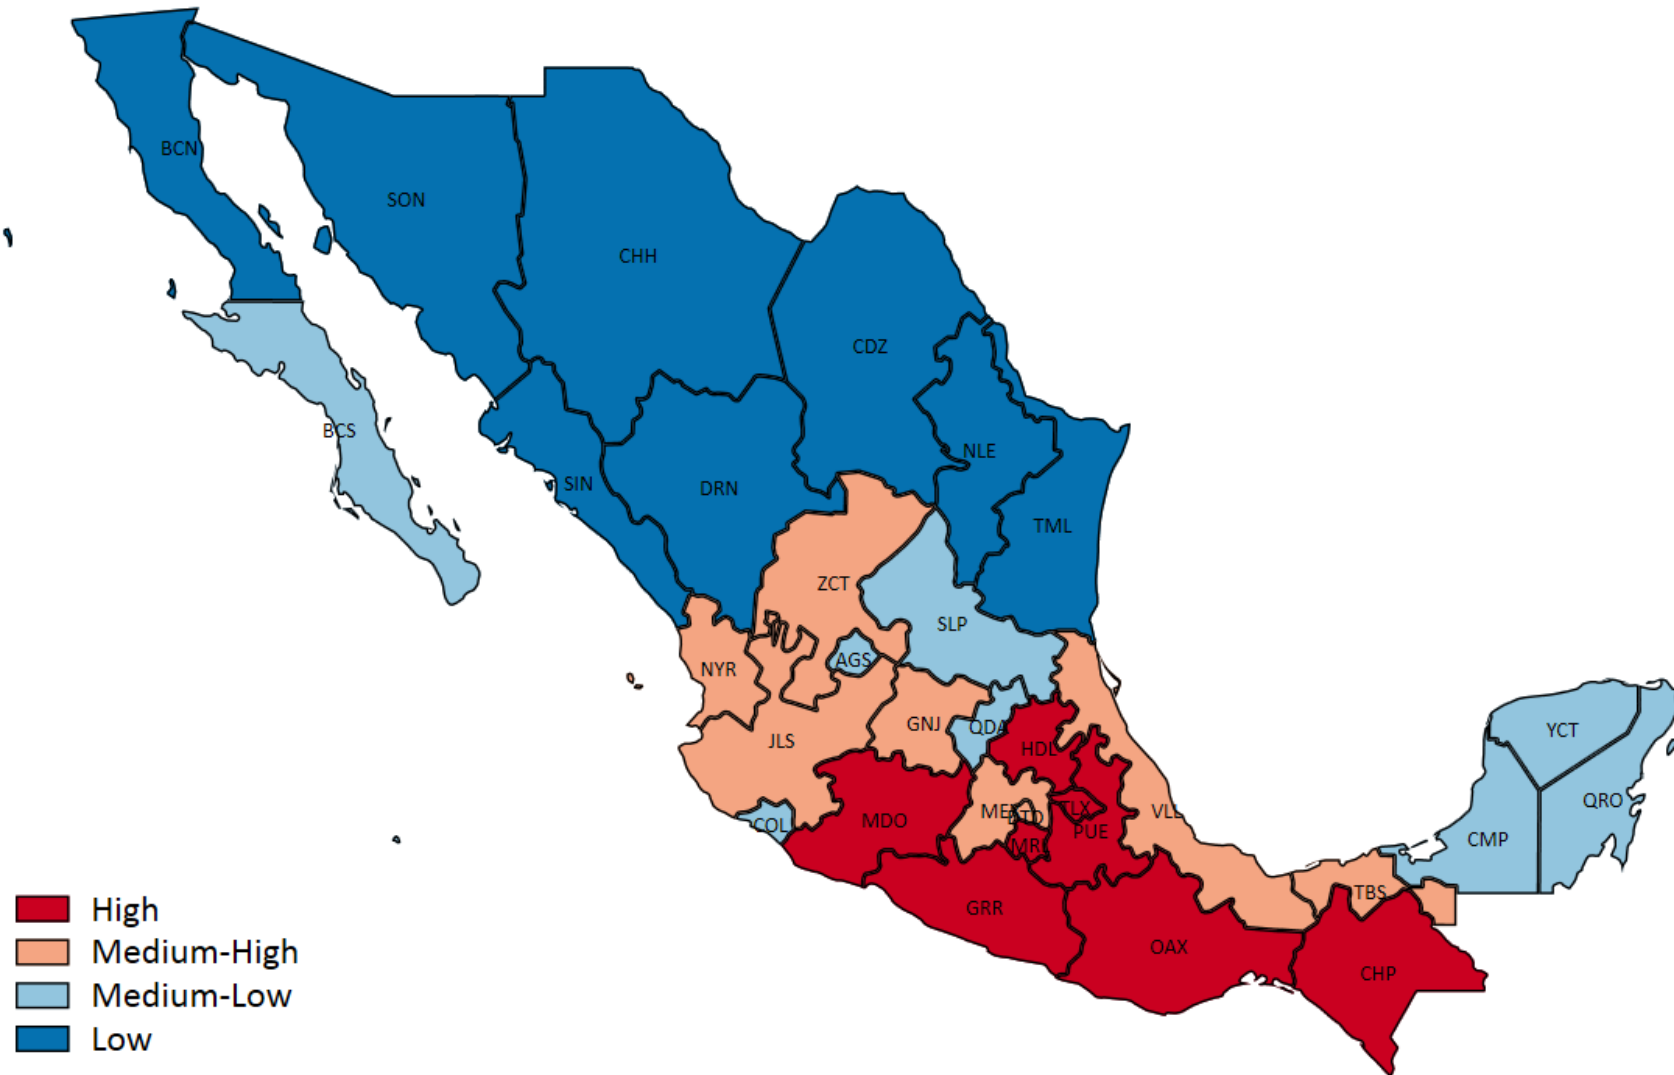 BCN
SON
CHH
CDZ
BCS
NLE
SIN
DRN
TML
ZCT
SLP
AGS
NYR
GNJ
QDA
JLS
HDL
YCT
QRO
COL
MDO
MEX
TLX
PUE
VLL
CMP
TBS
GRR
OAX
CHP
High
Medium-High
Medium-Low
Low